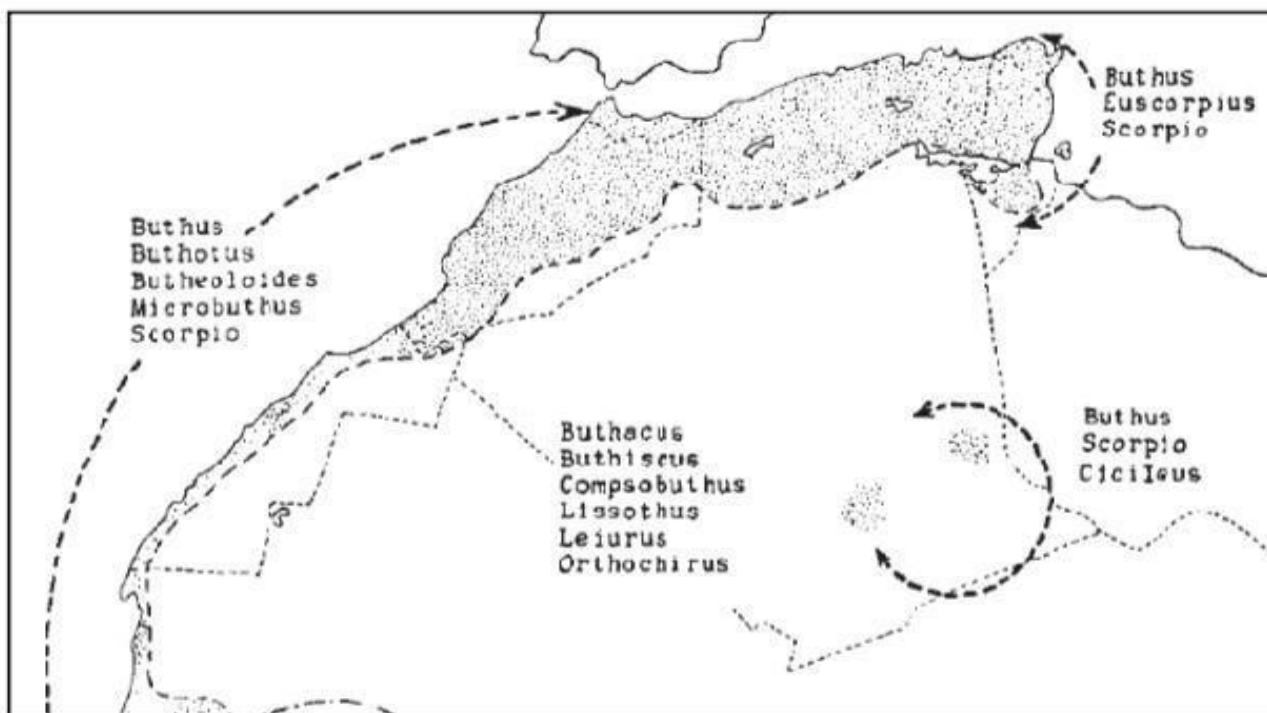 Buthus
Euscorpius
Scorpio
Buthus
Buthotus
Butheoloides
Microbuthus
Scorpio
Buthacus
Buthiscus
Compsobuthus
Lissothus
Leiurus
Orthochirus
Buthus
Scorpio
Cicileus